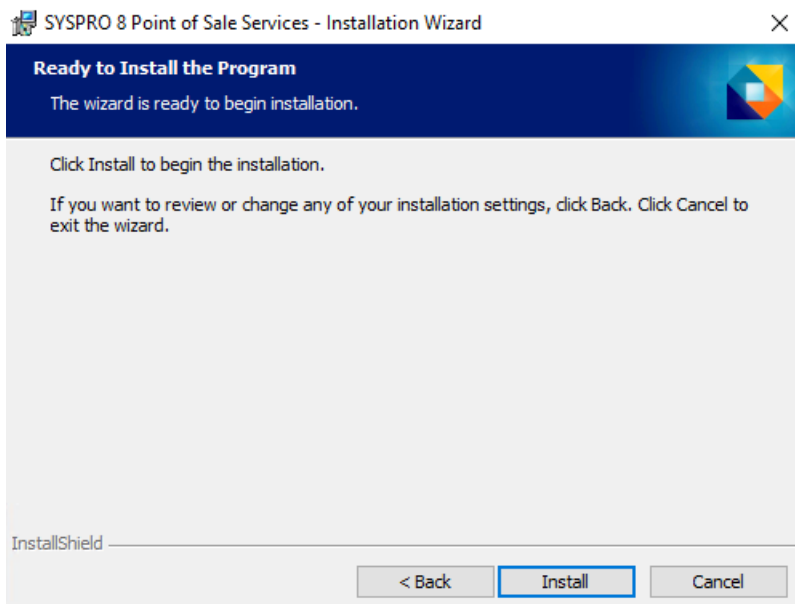 SYSPRO 8 Point of Sale Services - Installation Wizard
Ready to Install the Program
The wizard is ready to begin installation.
Click Install to begin the installation.
If you want to review or change any of your installation settings, click Back. Click Cancel to
exit the wizard.
InstallShield
< Back Install Cancel